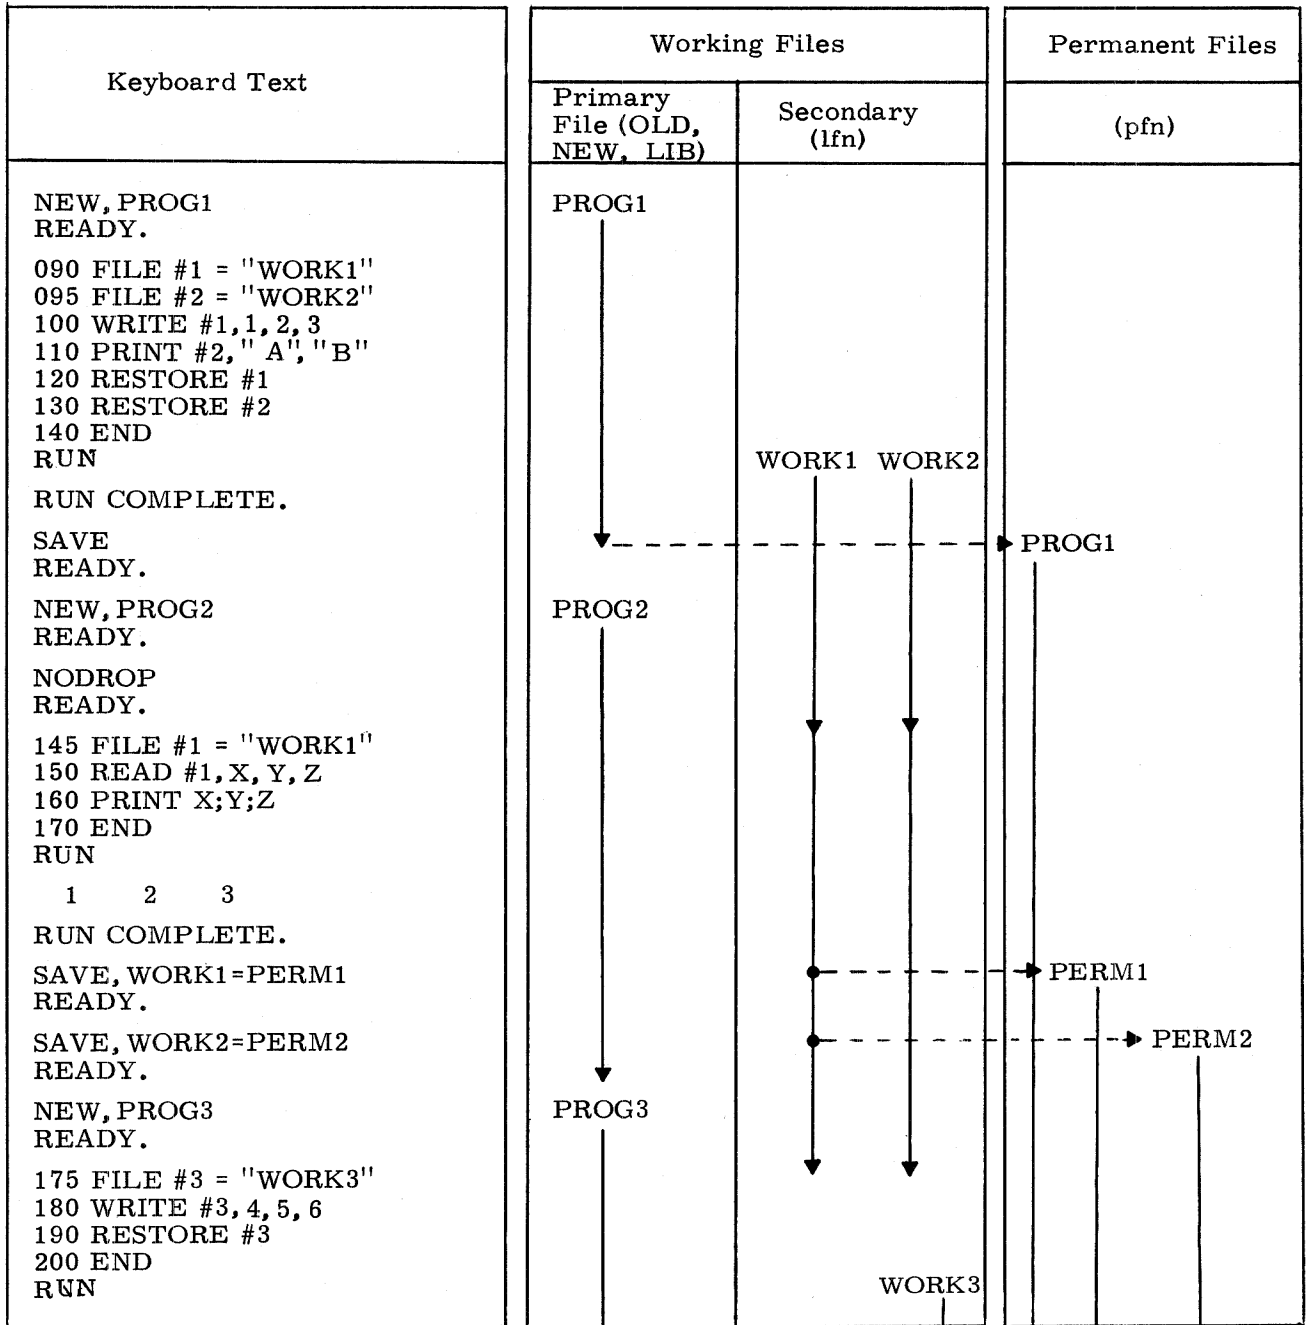 Keyboard Text
Working Files
Permanent Files
Primary
File (OLD,
NEW, LIB)
Secondary
(lfn)
(pfn)
NEW, PROG1
READY.
PROG1
090 FILE #1 = "WORK1"
095 FILE #2 = "WORK2"
100 WRITE #1, 1, 2, 3
110 PRINT #2, " A", "B"
120 RESTORE #1
130 RESTORE #2
140 END
RUN
WORK1 WORK2
RUN COMPLETE.
SAVE
READY.
PROG1
NEW, PROG2
READY.
PROG2
NODROP
READY.
145 FILE #1 = "WORK1"
150 READ #1, X, Y, Z
160 PRINT X;Y;Z
170 END
RUN
1 2 3
RUN COMPLETE.
SAVE, WORK1=PERM1
READY.
PERM1
SAVE, WORK2=PERM2
READY.
PERM2
NEW, PROG3
READY.
PROG3
175 FILE #3 = "WORK3"
180 WRITE #3, 4, 5, 6
190 RESTORE #3
200 END
RUN
WORK3